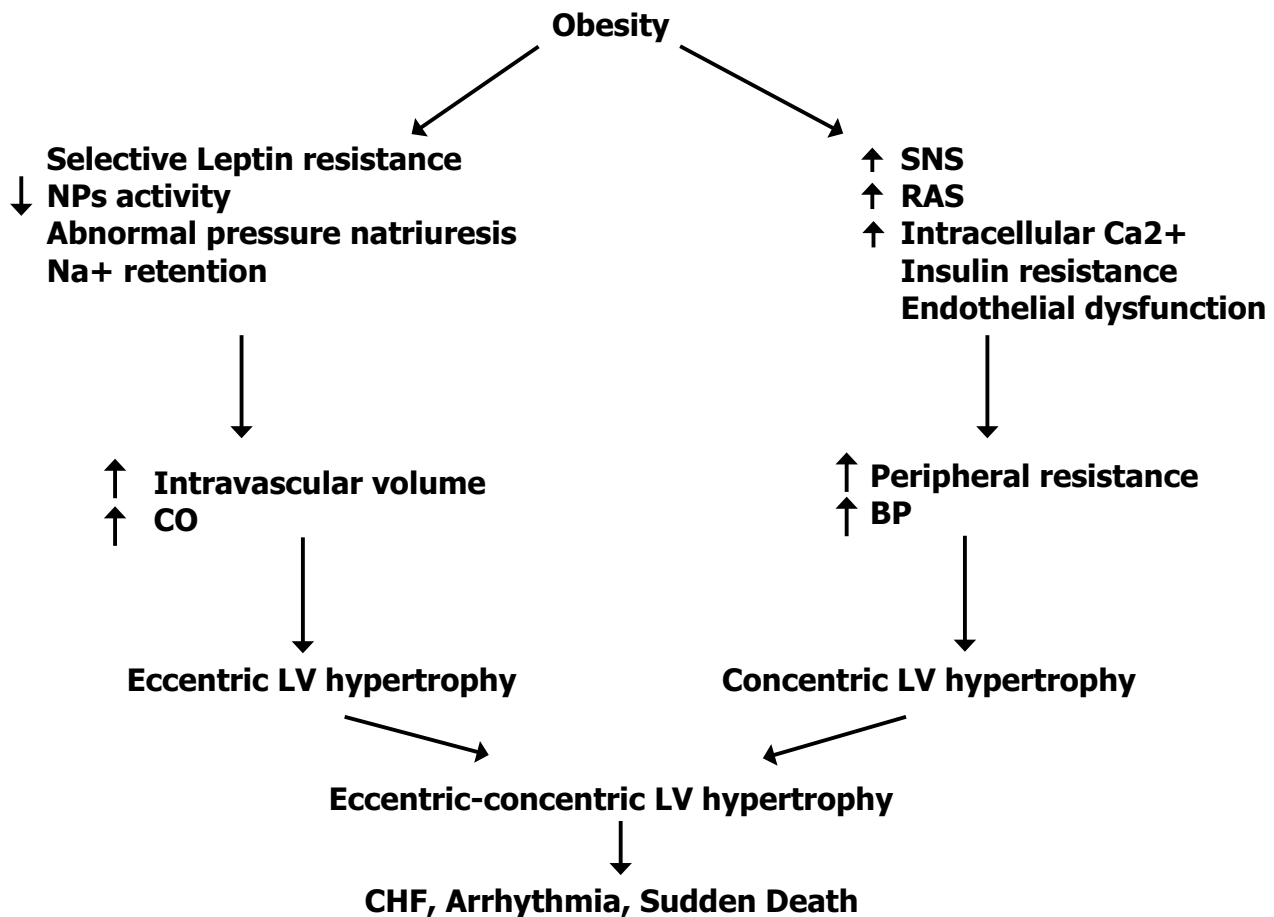 Obesity
Selective Leptin resistance
NPs activity
Abnormal pressure natriuresis
Na+ retention
SNS
RAS
Intracellular Ca2+
Insulin resistance
Endothelial dysfunction
Intravascular volume
CO
Peripheral resistance
BP
Eccentric LV hypertrophy
Concentric LV hypertrophy
Eccentric-concentric LV hypertrophy
CHF, Arrhythmia, Sudden Death